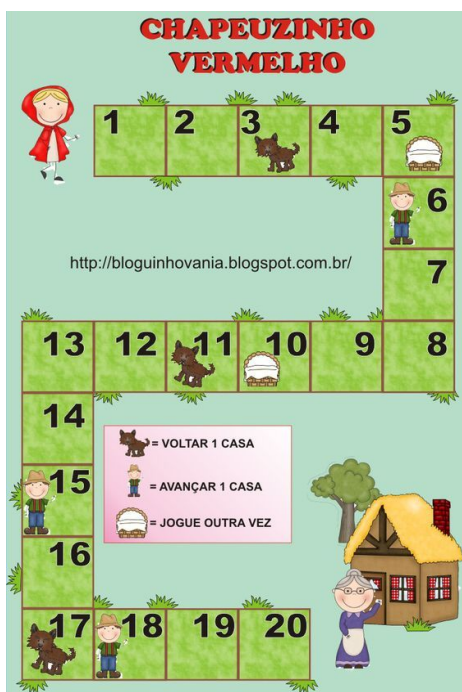 CHAPEUZINHO
VERMELHO
1 2 3 4 5
6
http://bloguinhovania.blogspot.com.br/
7
13 12 11 10 9 8
14
= VOLTAR 1 CASA
15
= AVANÇAR 1 CASA
= JOGUE OUTRA VEZ
16
17 18 19 20